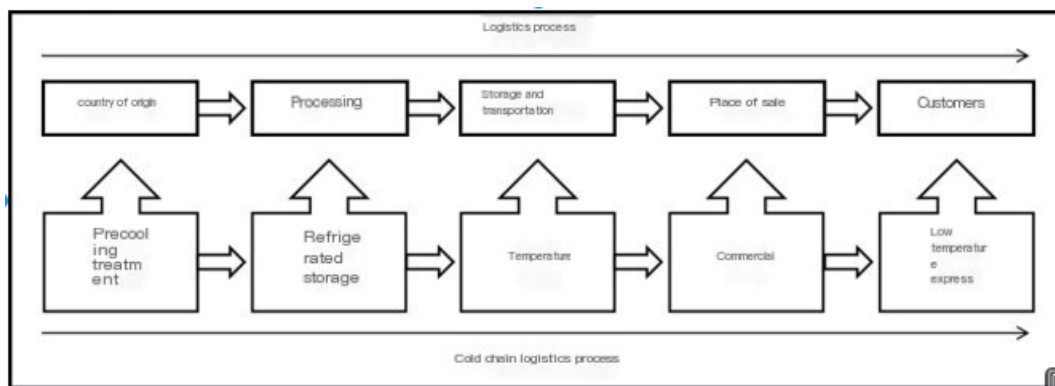 Logistics process
country of origin
Processing
Storage and
transportation
Place of sale
Customers
Precool
ing
treatm
ent
Refrige
rated
storage
Temperature
Commercial
Low
temperatur
e
express
Cold chain logistics process